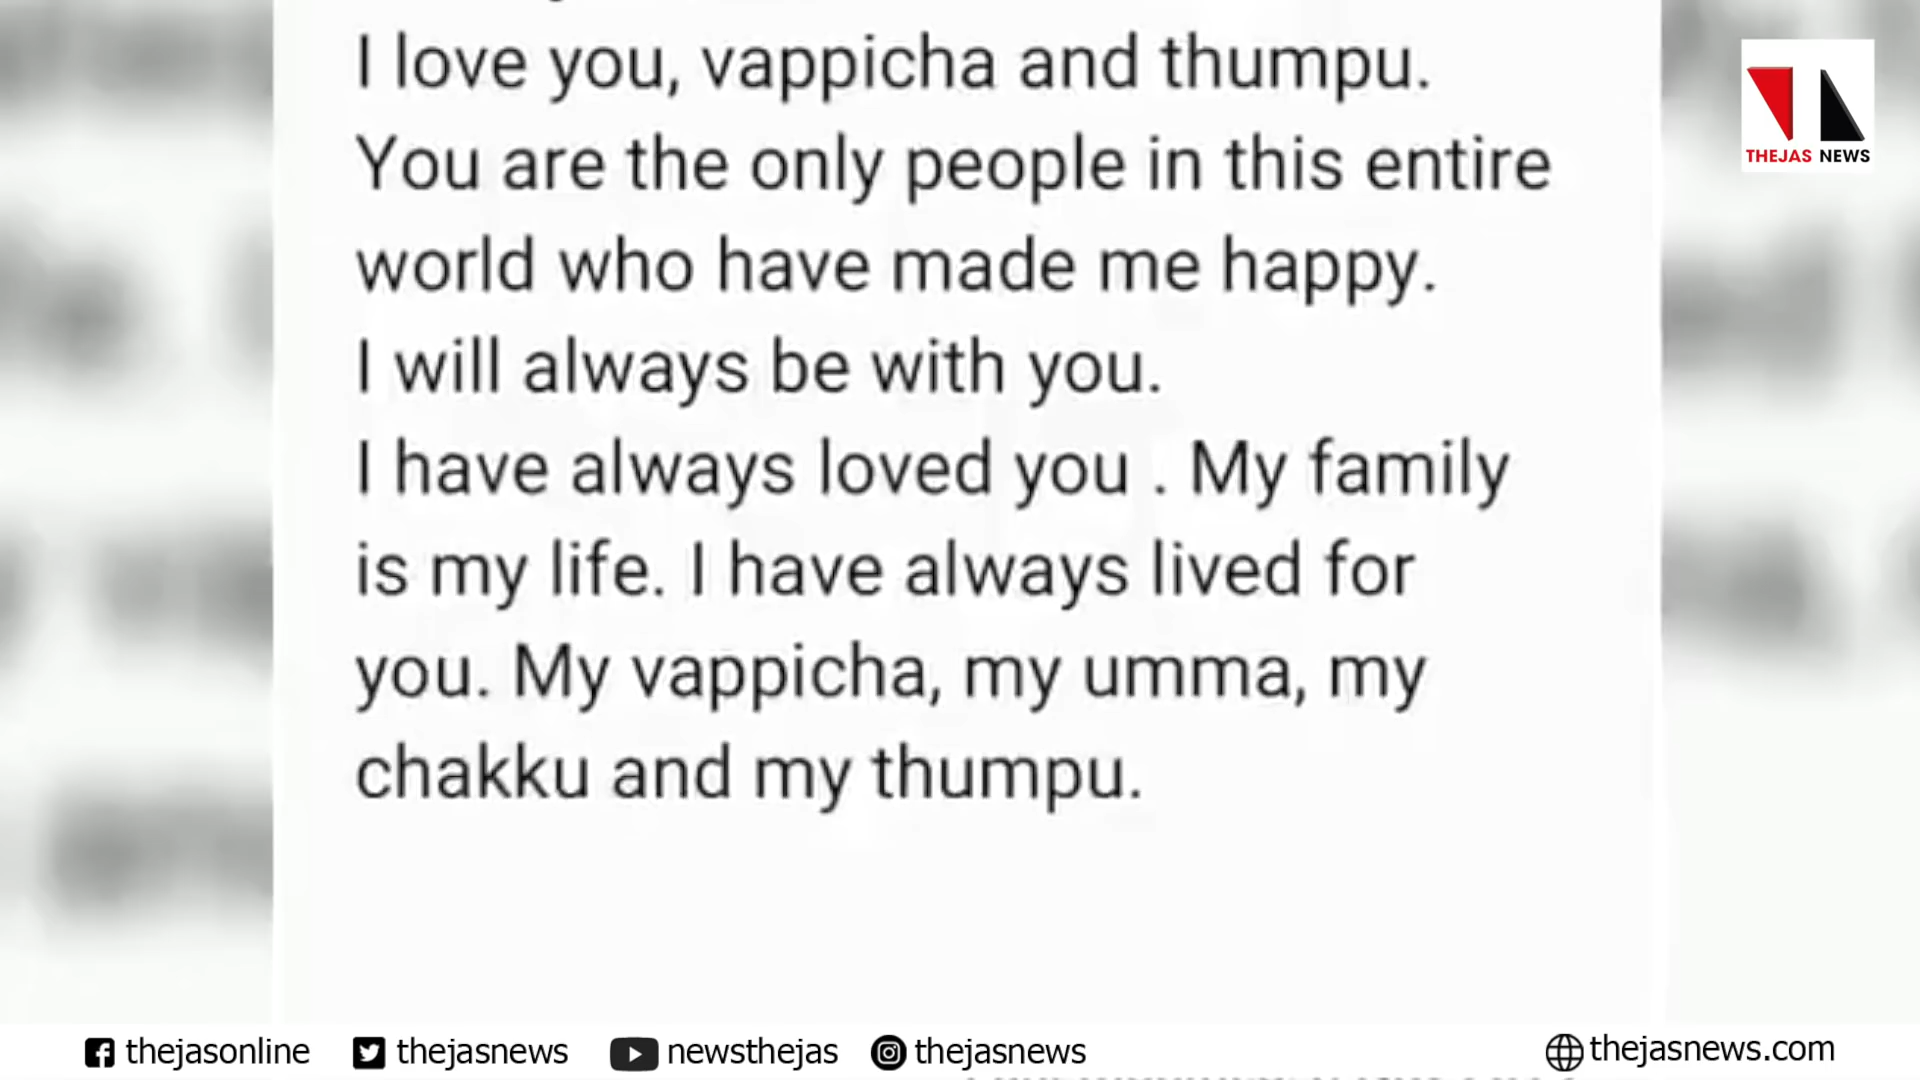 I love you, vappicha and thumpu.
You are the only people in this entire
world who have made me happy.
I will always be with you.
I have always loved you . My family
is my life. I have always lived for
you. My vappicha, my umma, my
chakku and my thumpu.
THEJAS NEWS
thejasonline thejasnews newsthejas thejasnews thejasnews.com